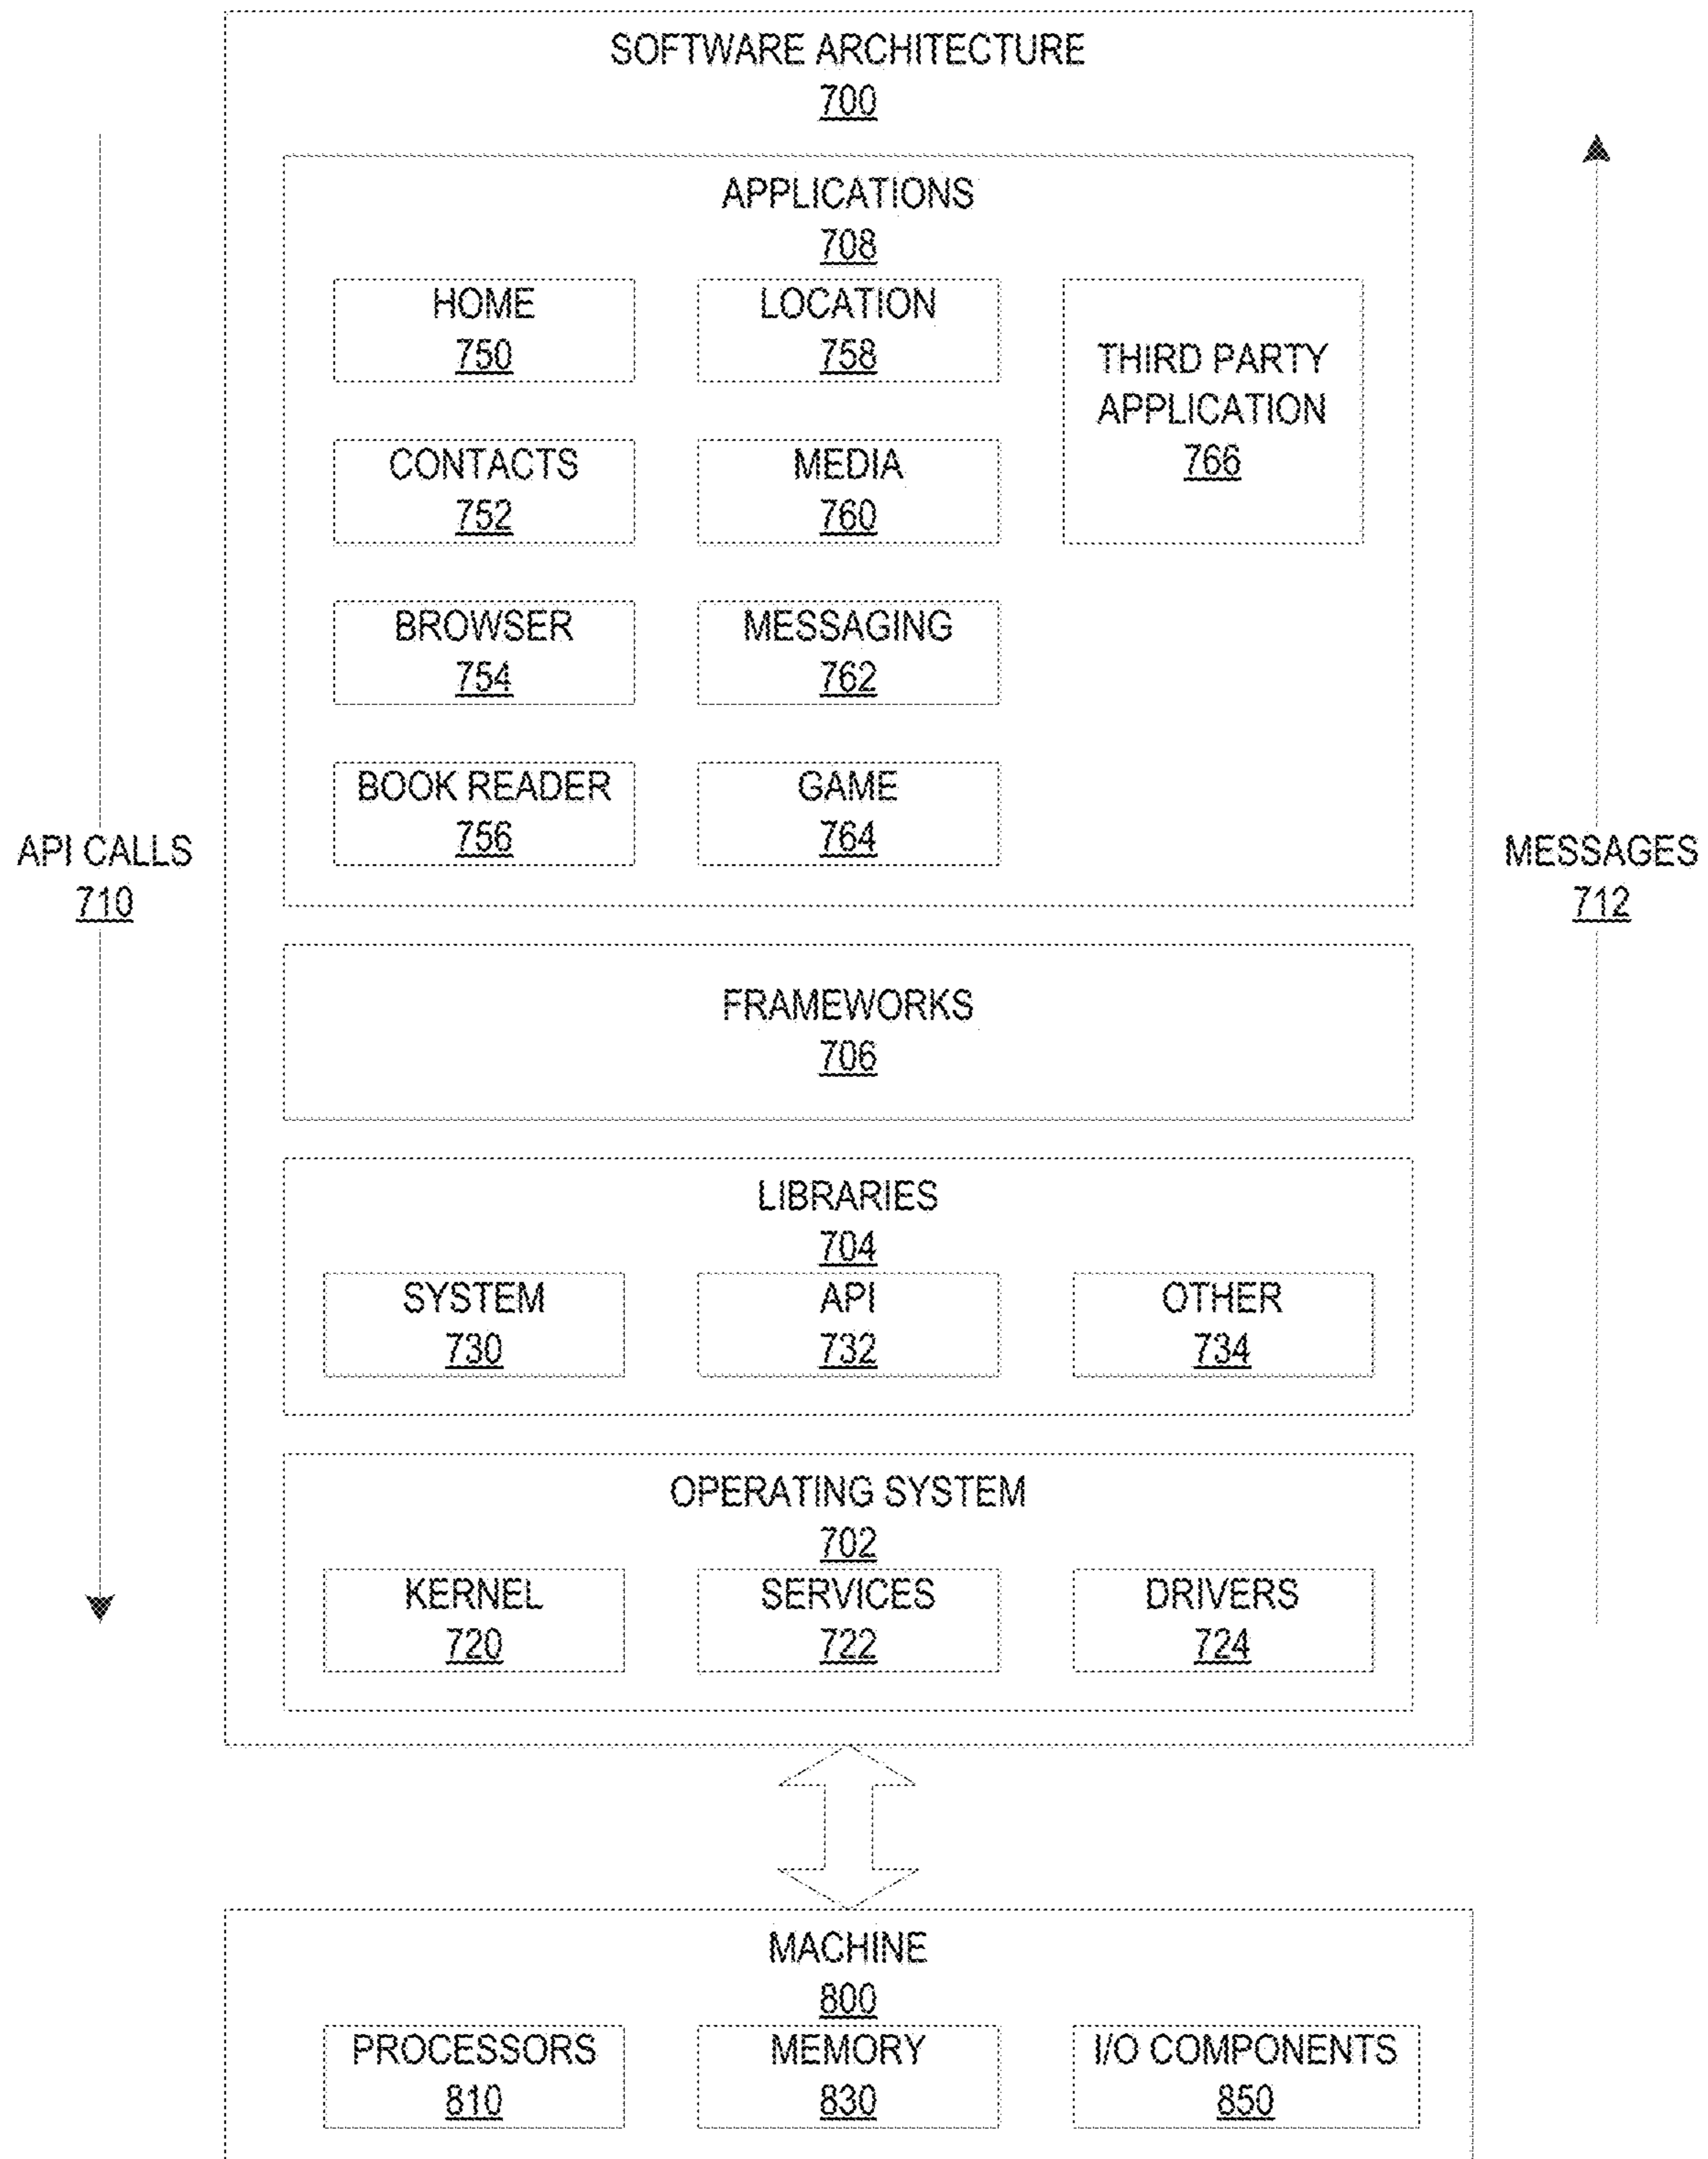 SOFTWARE ARCHITECTURE
700
APPLICATIONS
708
HOME
750
LOCATION
758
THIRD PARTY
APPLICATION
766
CONTACTS
752
MEDIA
760
BROWSER
754
MESSAGING
762
BOOK READER
756
GAME
764
API CALLS
710
MESSAGES
712
FRAMEWORKS
706
LIBRARIES
704
SYSTEM
730
API
732
OTHER
734
OPERATING SYSTEM
702
KERNEL
720
SERVICES
722
DRIVERS
724
MACHINE
800
PROCESSORS
810
MEMORY
830
I/O COMPONENTS
850